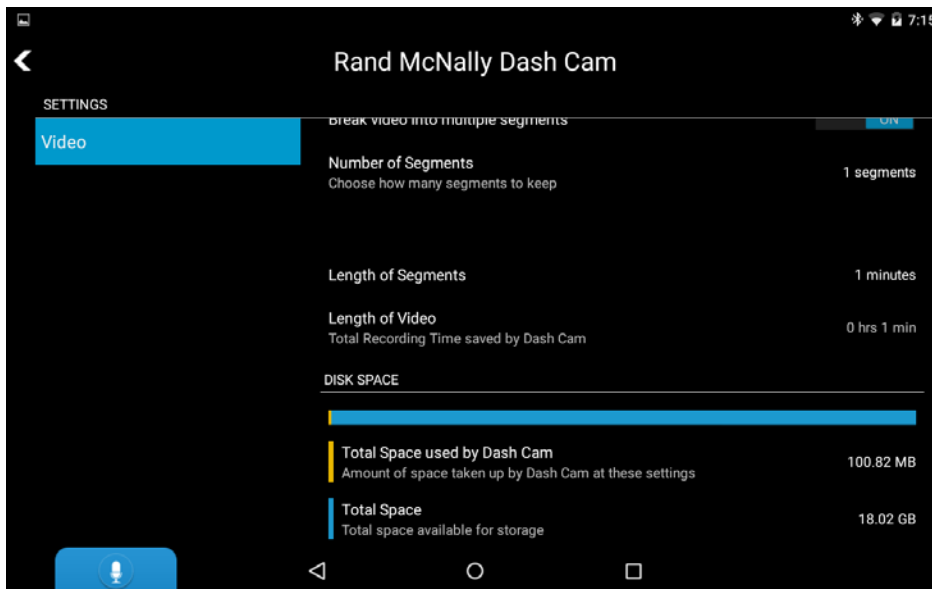 7:15
Rand McNally Dash Cam
SETTINGS
Video
Break video into multiple segments
ON
Number of Segments
Choose how many segments to keep
1 segments
Length of Segments
1 minutes
Length of Video
Total Recording Time saved by Dash Cam
0 hrs 1 min
DISK SPACE
Total Space used by Dash Cam
Amount of space taken up by Dash Cam at these settings
100.82 MB
Total Space
Total space available for storage
18.02 GB